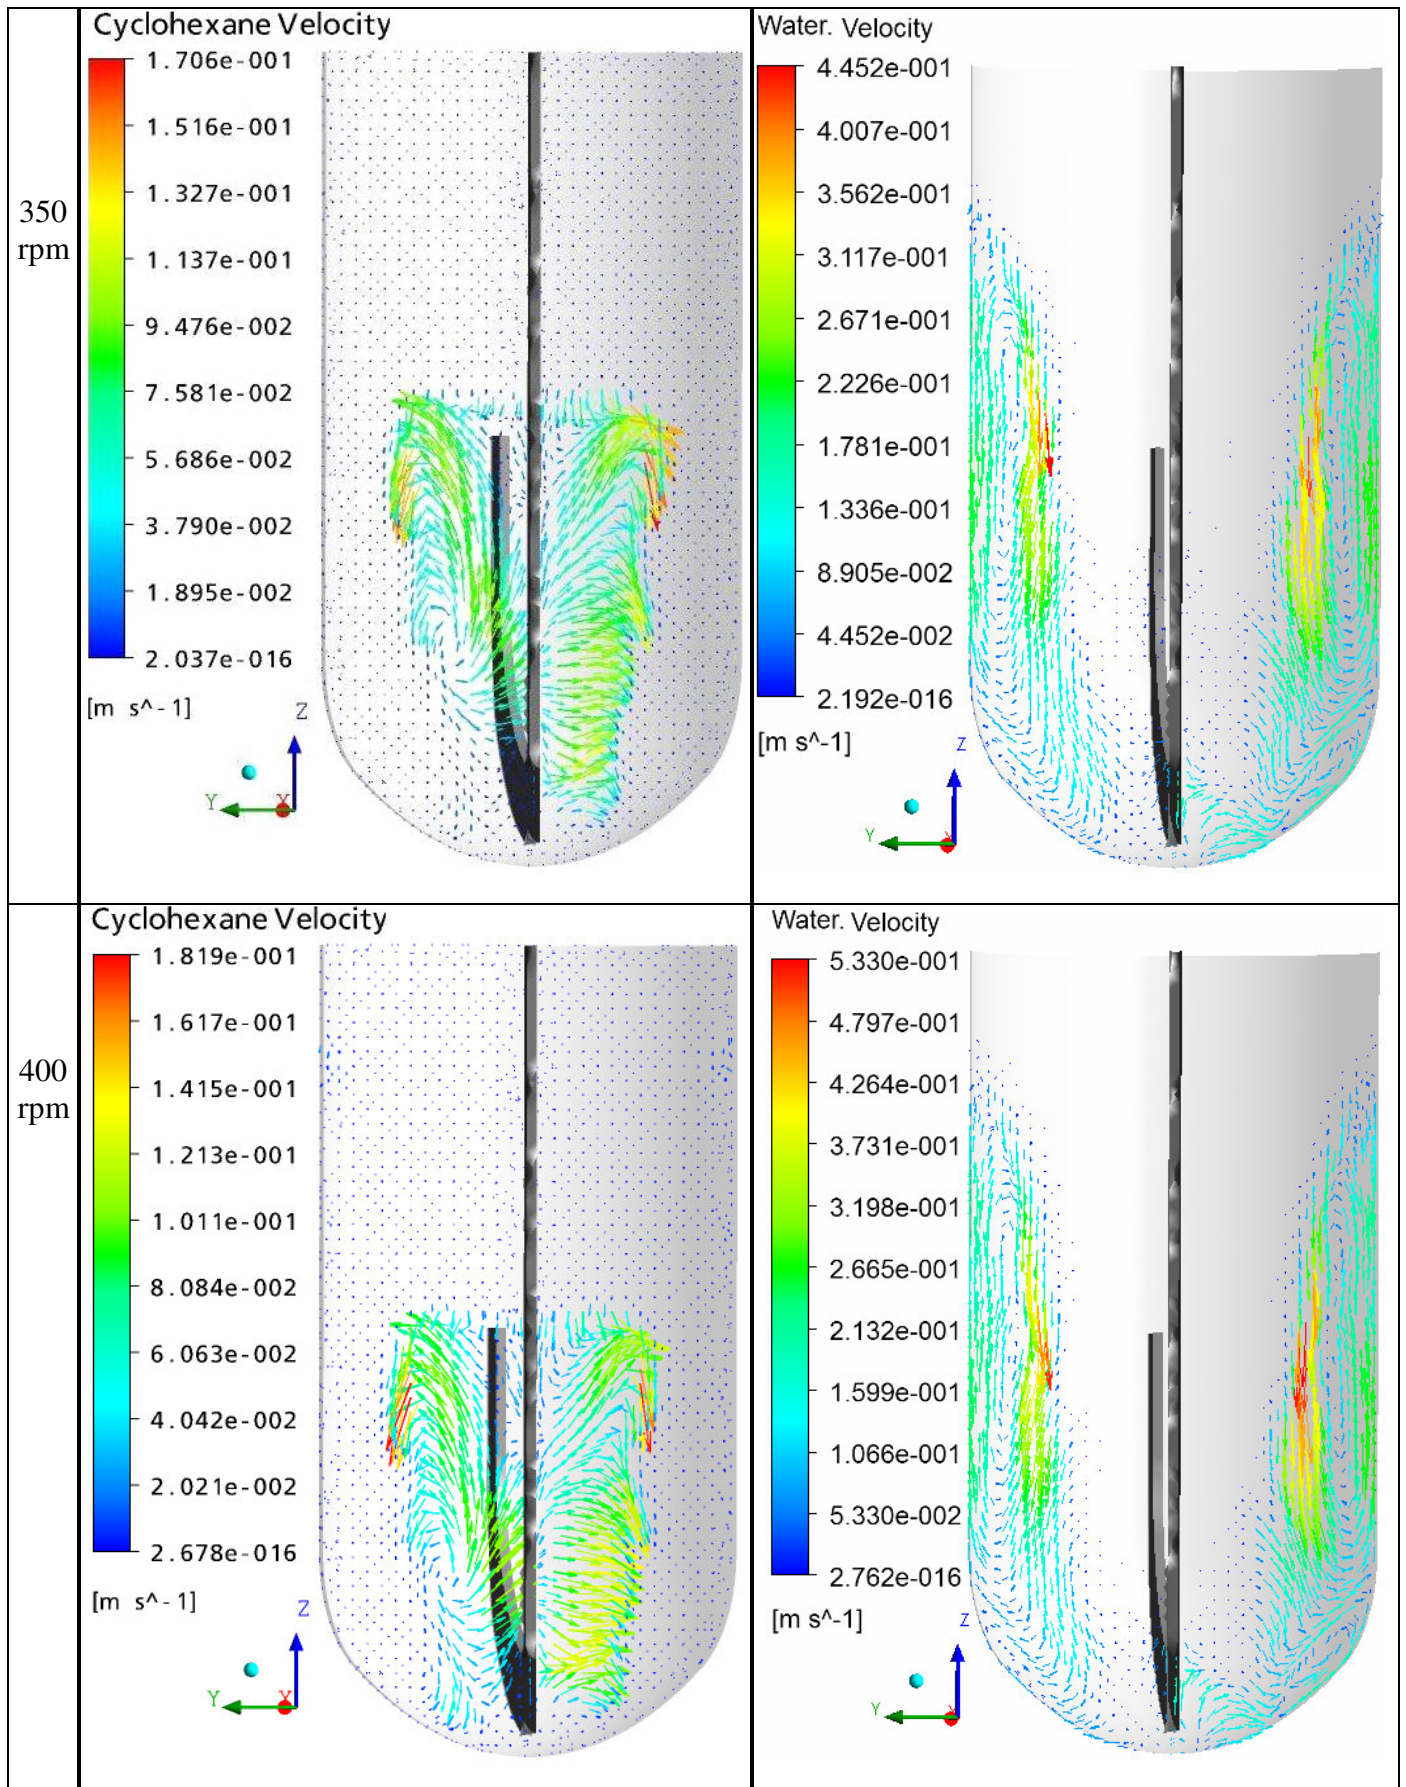 350
rpm
Cyclohexane Velocity
1.706e-001
1.516e-001
1.327e-001
1.137e-001
9.476e-002
7.581e-002
5.686e-002
3.790e-002
1.895e-002
2.037e-016
[m s^-1]
Z
Y
X
Water. Velocity
4.452e-001
4.007e-001
3.562e-001
3.117e-001
2.671e-001
2.226e-001
1.781e-001
1.336e-001
8.905e-002
4.452e-002
2.192e-016
[m s^-1]
Z
Y
X
400
rpm
Cyclohexane Velocity
1.819e-001
1.617e-001
1.415e-001
1.213e-001
1.011e-001
8.084e-002
6.063e-002
4.042e-002
2.021e-002
2.678e-016
[m s^-1]
Z
Y
X
Water. Velocity
5.330e-001
4.797e-001
4.264e-001
3.731e-001
3.198e-001
2.665e-001
2.132e-001
1.599e-001
1.066e-001
5.330e-002
2.762e-016
[m s^-1]
Z
Y
X